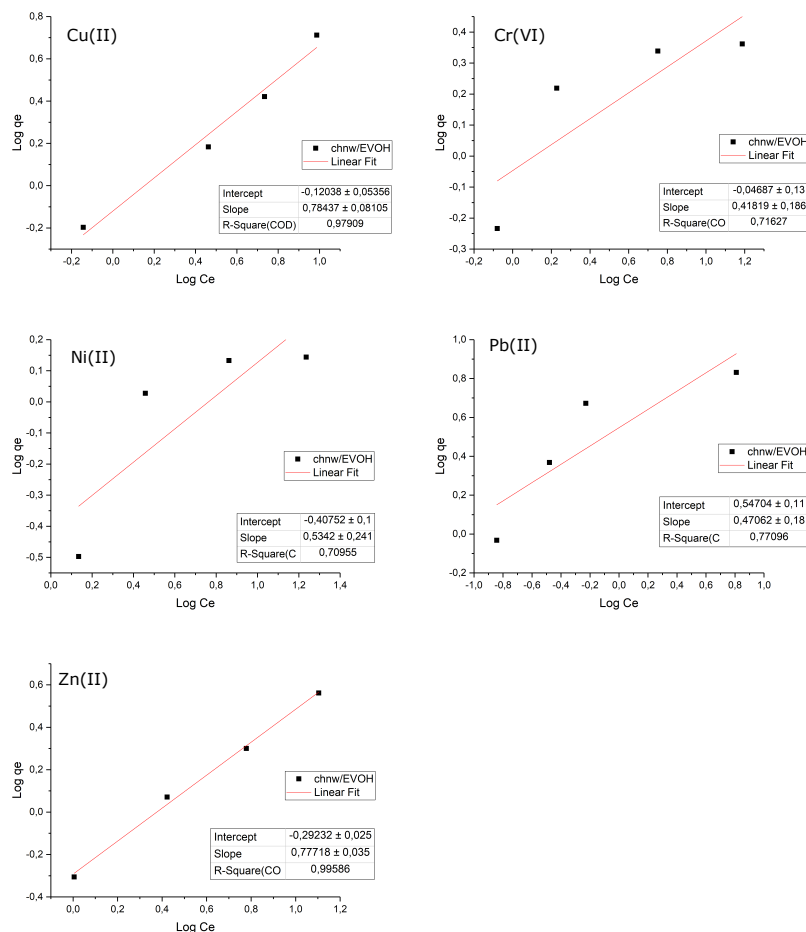 Cu(II)
0,8
0,6
0,4
0,2
0,0
-0,2
Log qe
-0,2 0,0 0,2 0,4 0,6 0,8 1,0
Log Ce
chnw/EVOH
Linear Fit
Intercept -0,12038 ± 0,05356
Slope 0,78437 ± 0,08105
R-Square(COD) 0,97909
Cr(VI)
0,4
0,3
0,2
0,1
0,0
-0,1
-0,2
-0,3
Log qe
0,0 0,4 0,8 1,2
Log Ce
chnw/EVOH
Linear Fit
Intercept -0,04687 ± 0,13
Slope 0,41819 ± 0,186
R-Square(CO 0,71627
Ni(II)
0,2
0,1
0,0
-0,1
-0,2
-0,3
-0,4
-0,5
Log qe
0,0 0,2 0,4 0,6 0,8 1,0 1,2 1,4
Log Ce
chnw/EVOH
Linear Fit
Intercept -0,40752 ± 0,1
Slope 0,5342 ± 0,241
R-Square(C 0,70955
Pb(II)
1,0
0,8
0,6
0,4
0,2
0,0
-0,2
Log qe
-1,0 -0,8 -0,6 -0,4 -0,2 0,0 0,2 0,4 0,6 0,8 1,0
Log Ce
chnw/EVOH
Linear Fit
Intercept 0,54704 ± 0,11
Slope 0,47062 ± 0,18
R-Square(C 0,77096
Zn(II)
0,6
0,4
0,2
0,0
-0,2
-0,4
Log qe
0,0 0,2 0,4 0,6 0,8 1,0 1,2
Log Ce
chnw/EVOH
Linear Fit
Intercept -0,29232 ± 0,025
Slope 0,77718 ± 0,035
R-Square(CO 0,99586